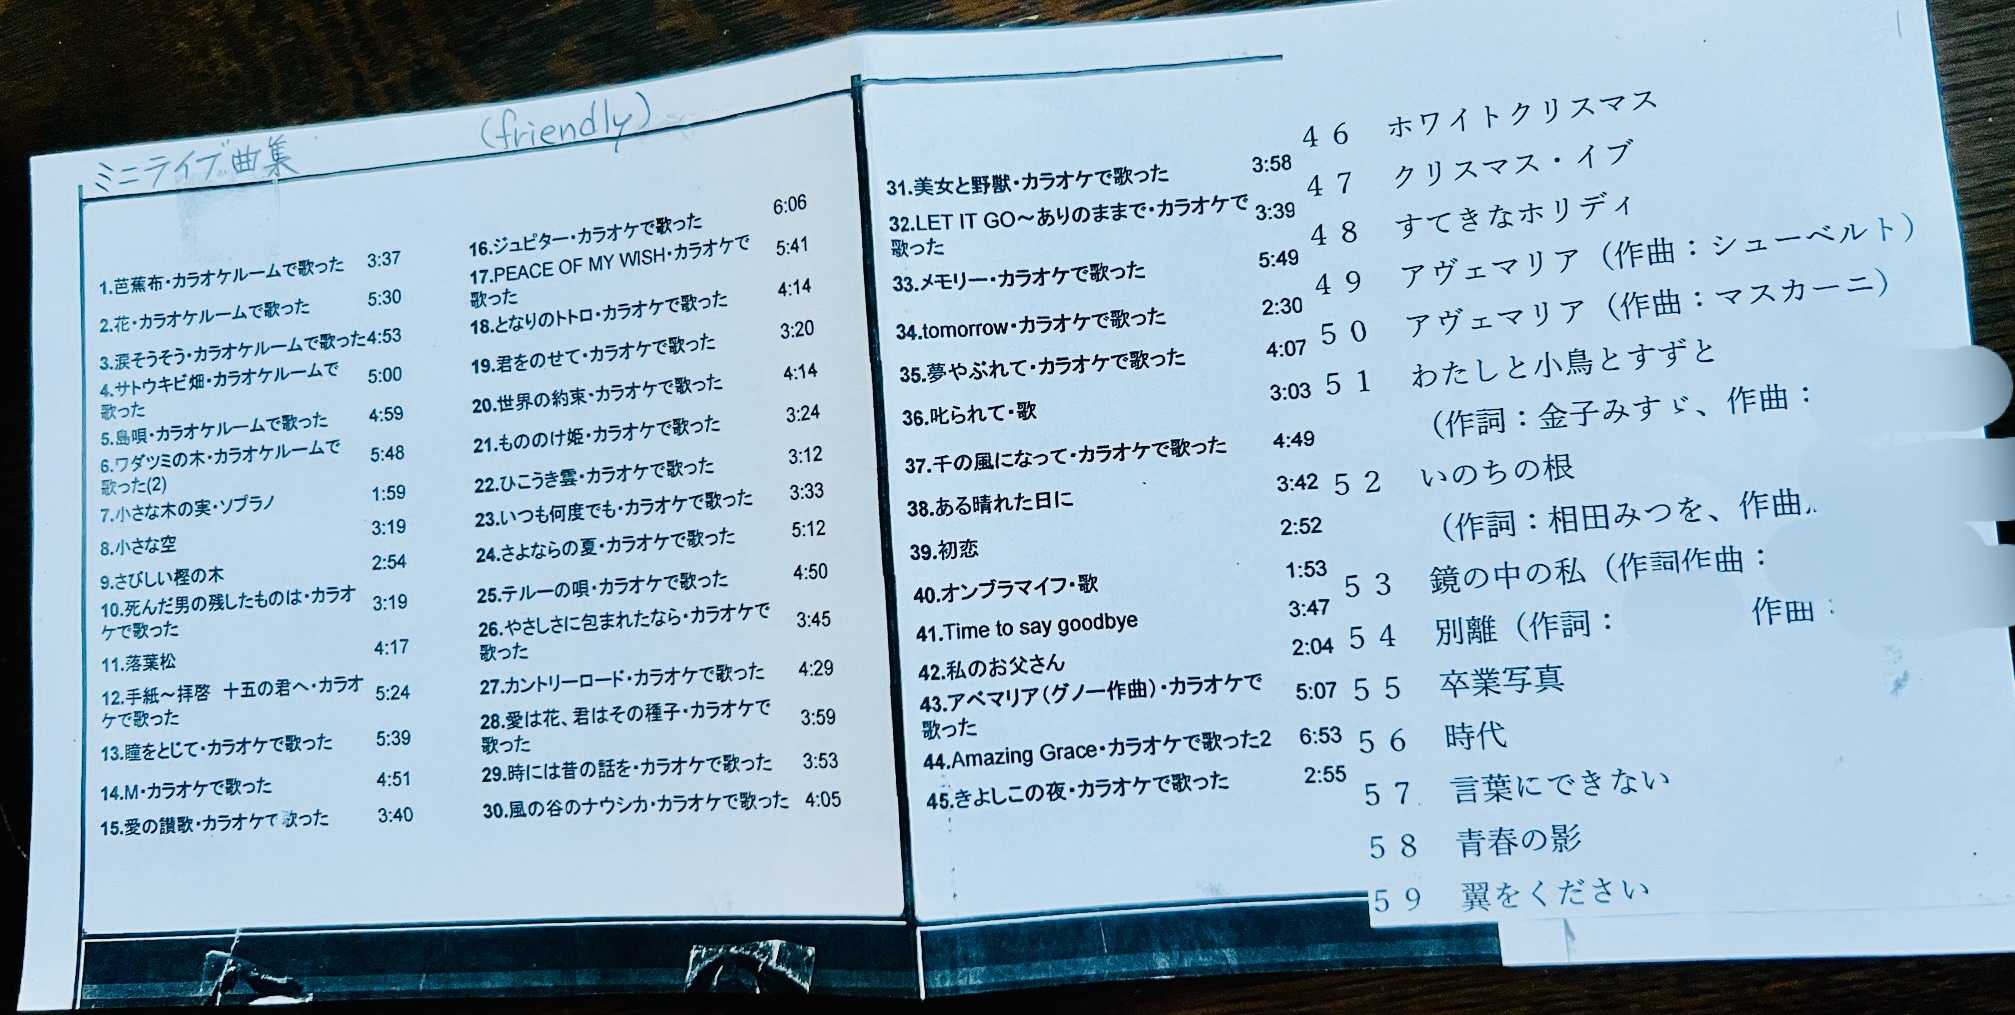 ミニライブ曲集
(friendly)
1.芭蕉布・カラオケルームで歌った 3:37
2.花・カラオケルームで歌った 5:30
3.涙そうそう・カラオケルームで歌った 4:53
4.サトウキビ畑・カラオケルームで
歌った 5:00
5.島唄・カラオケルームで歌った 4:59
6.ワダツミの木・カラオケルームで
歌った(2) 5:48
7.小さな木の実・ソプラノ 1:59
8.小さな空 3:19
9.さびしい樫の木 2:54
10.死んだ男の残したものは・カラオ
ケで歌った 3:19
11.落葉松 4:17
12.手紙～拝啓 十五の君へ・カラオ
ケで歌った 5:24
13.瞳をとじて・カラオケで歌った 5:39
14.M・カラオケで歌った 4:51
15.愛の讃歌・カラオケで歌った 3:40
16.ジュピター・カラオケで歌った 6:06
17.PEACE OF MY WISH・カラオケで
歌った 5:41
18.となりのトトロ・カラオケで歌った 4:14
19.君をのせて・カラオケで歌った 3:20
20.世界の約束・カラオケで歌った 4:14
21.もののけ姫・カラオケで歌った 3:24
22.ひこうき雲・カラオケで歌った 3:12
23.いつも何度でも・カラオケで歌った 3:33
24.さよならの夏・カラオケで歌った 5:12
25.テルーの唄・カラオケで歌った 4:50
26.やさしさに包まれたなら・カラオケで
歌った 3:45
27.カントリーロード・カラオケで歌った 4:29
28.愛は花、君はその種子・カラオケで
歌った 3:59
29.時には昔の話を・カラオケで歌った 3:53
30.風の谷のナウシカ・カラオケで歌った 4:05
31.美女と野獣・カラオケで歌った 3:58
32.LET IT GO～ありのままで・カラオケで
歌った 3:39
33.メモリー・カラオケで歌った 5:49
34.tomorrow・カラオケで歌った 2:30
35.夢やぶれて・カラオケで歌った 4:07
36.叱られて・歌 3:03
37.千の風になって・カラオケで歌った 4:49
38.ある晴れた日に 3:42
39.初恋 2:52
40.オンブラマイフ・歌 1:53
41.Time to say goodbye 3:47
42.私のお父さん 2:04
43.アベマリア(グノー作曲)・カラオケで
歌った 5:07
44.Amazing Grace・カラオケで歌った2 6:53
45.きよしこの夜・カラオケで歌った 2:55
４６ ホワイトクリスマス
４７ クリスマス・イブ
４８ すてきなホリディ
４９ アヴェマリア（作曲：シューベルト）
５０ アヴェマリア（作曲：マスカーニ）
５１ わたしと小鳥とすずと
（作詞：金子みすゞ、作曲：
５２ いのちの根
（作詞：相田みつを、作曲
５３ 鏡の中の私（作詞作曲：
５４ 別離（作詞： 作曲：
５５ 卒業写真
５６ 時代
５７ 言葉にできない
５８ 青春の影
５９ 翼をください